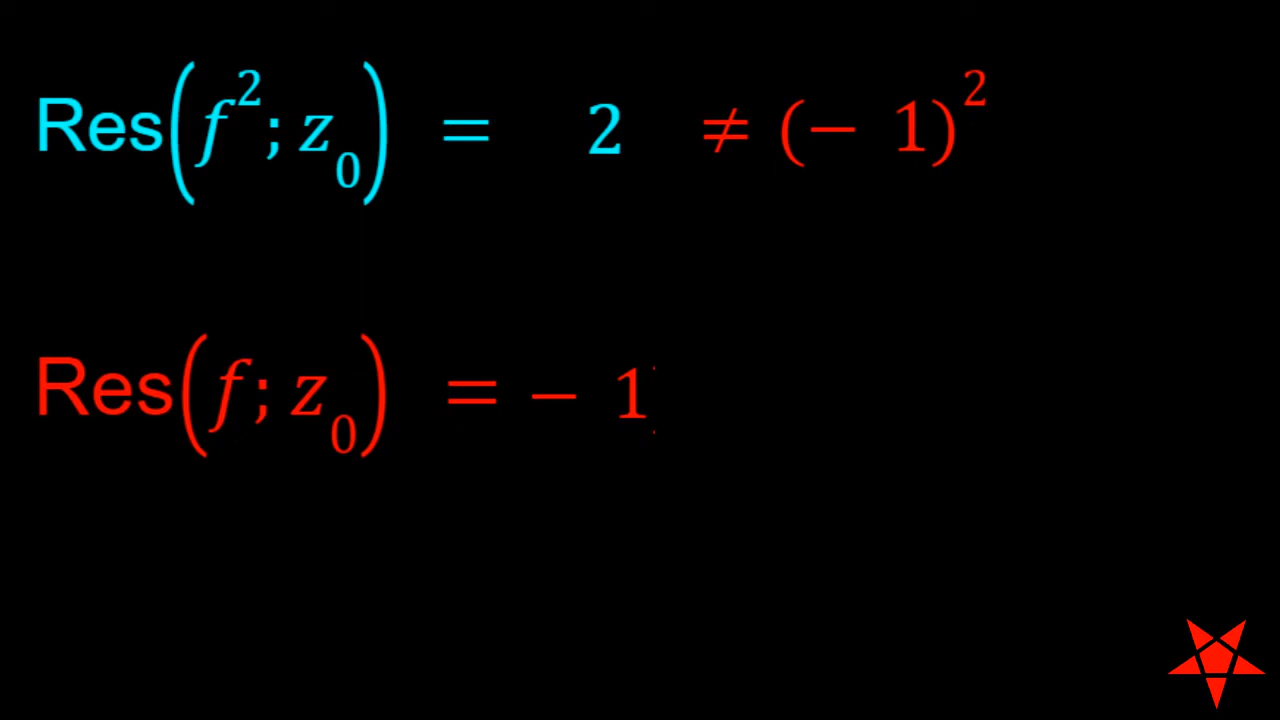 Res(f²; z₀) = 2 ≠ (− 1)²
Res(f; z₀) = − 1